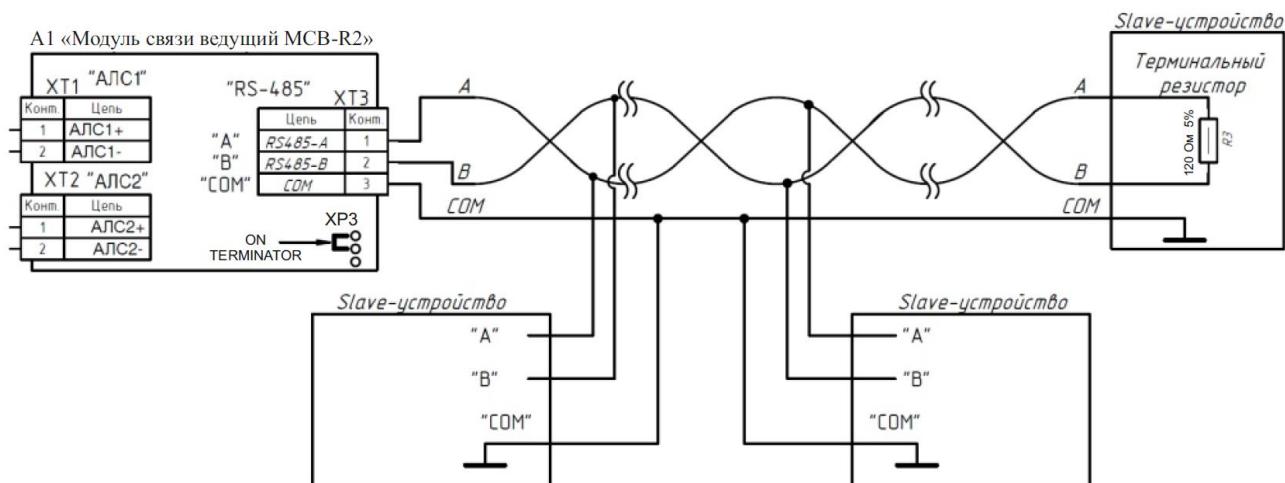 А1 «Модуль связи ведущий МСВ-R2»
XT1 "АЛС1"
Конт. Цепь
1 АЛС1+
2 АЛС1-
XT2 "АЛС2"
Конт. Цепь
1 АЛС2+
2 АЛС2-
"RS-485" XT3
Цепь Конт.
"A" RS485-A 1
"B" RS485-B 2
"COM" COM 3
XP3
ON
TERMINATOR
A
B
COM
Slave-устройство
Терминальный
резистор
A
B
COM
120 Ом 5%
R3
Slave-устройство
"A"
"B"
"COM"
Slave-устройство
"A"
"B"
"COM"